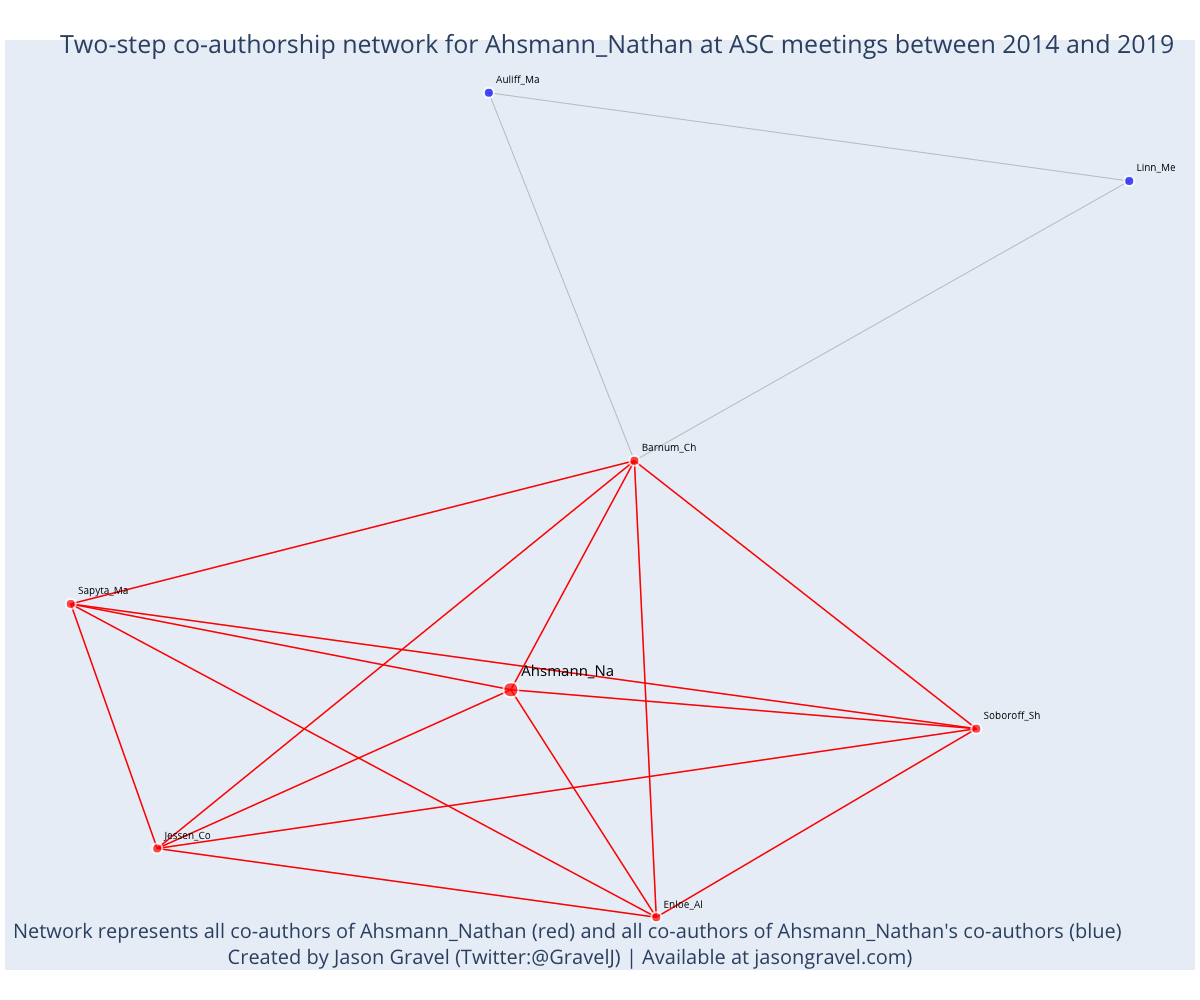 Two-step co-authorship network for Ahsmann_Nathan at ASC meetings between 2014 and 2019
Auliff_Ma
Linn_Me
Barnum_Ch
Sapyta_Ma
Ahsmann_Na
Soboroff_Sh
Jessen_Co
Enloe_Al
Network represents all co-authors of Ahsmann_Nathan (red) and all co-authors of Ahsmann_Nathan's co-authors (blue)
Created by Jason Gravel (Twitter:@GravelJ) | Available at jasongravel.com)